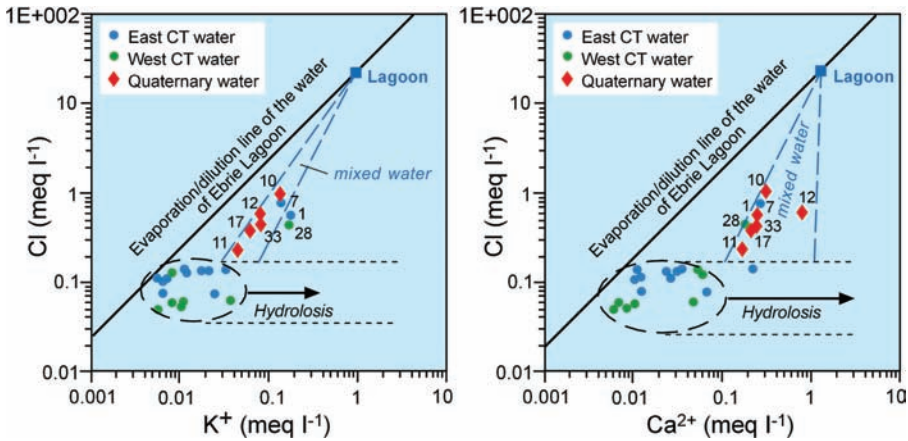 1E+002
10
1
0.1
0.01
Cl (meq l-1)
East CT water
West CT water
Quaternary water
Evaporation/dilution line of the water
of Ebrie Lagoon
Lagoon
mixed water
10
7
12
1
17
28
33
11
Hydrolosis
0.001
0.01
0.1
1
10
K+ (meq l-1)
1E+002
10
1
0.1
0.01
Cl (meq l-1)
East CT water
West CT water
Quaternary water
Evaporation/dilution line of the water
of Ebrie Lagoon
Lagoon
mixed water
10
1
7
12
28
33
11
17
Hydrolosis
0.001
0.01
0.1
1
10
Ca2+ (meq l-1)